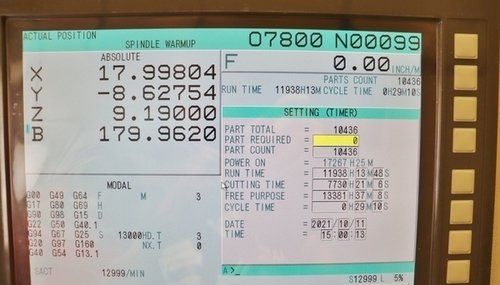 ACTUAL POSITION
SPINDLE WARMUP O7800 N00099
ABSOLUTE
X 17.99804
Y -8.62754
Z 9.19000
B 179.9620
F 0.00 INCH/M
PARTS COUNT 10436
RUN TIME 11938H13M CYCLE TIME 0H29M10S
MODAL
G00 G49 G64 F M 3
G17 G80 G69 H
G90 G98 G15 D
G22 G50 G40.1
G94 G67 G25 S 13000 HD.T 3
G20 G97 G160 NX.T 0
G40 G54 G13.1
SACT 12999/MIN
SETTING (TIMER)
PART TOTAL = 10436
PART REQUIRED = 0
PART COUNT = 10436
POWER ON = 17267H25M
RUN TIME = 11938H13M48S
CUTTING TIME = 7730H21M 6S
FREE PURPOSE = 13381H37M 8S
CYCLE TIME = 0H29M10S
DATE = 2021/10/11
TIME = 15:00:13
A >_
S12999 L 5%